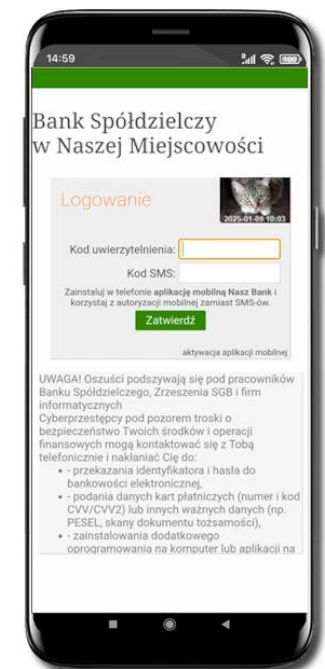 14:59
Bank Spółdzielczy
w Naszej Miejscowości
Logowanie
2025-01-09 10:03
Kod uwierzytelnienia:
Kod SMS:
Zainstaluj w telefonie aplikację mobilną Nasz Bank i
korzystaj z autoryzacji mobilnej zamiast SMS-ów.
Zatwierdź
aktywacja aplikacji mobilnej
UWAGA! Oszuści podszywają się pod pracowników
Banku Spółdzielczego, Zrzeszenia SGB i firm
informatycznych
Cyberprzestępcy pod pozorem troski o
bezpieczeństwo Twoich środków i operacji
finansowych mogą kontaktować się z Tobą
telefonicznie i nakłaniać Cię do:
• - przekazania identyfikatora i hasła do
bankowości elektronicznej,
• - podania danych kart płatniczych (numer i kod
CVV/CVV2) lub innych ważnych danych (np.
PESEL, skany dokumentu tożsamości),
• - zainstalowania dodatkowego
oprogramowania na komputer lub aplikacji na